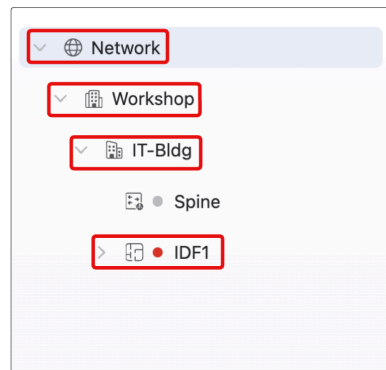 Network
Workshop
IT-Bldg
Spine
IDF1